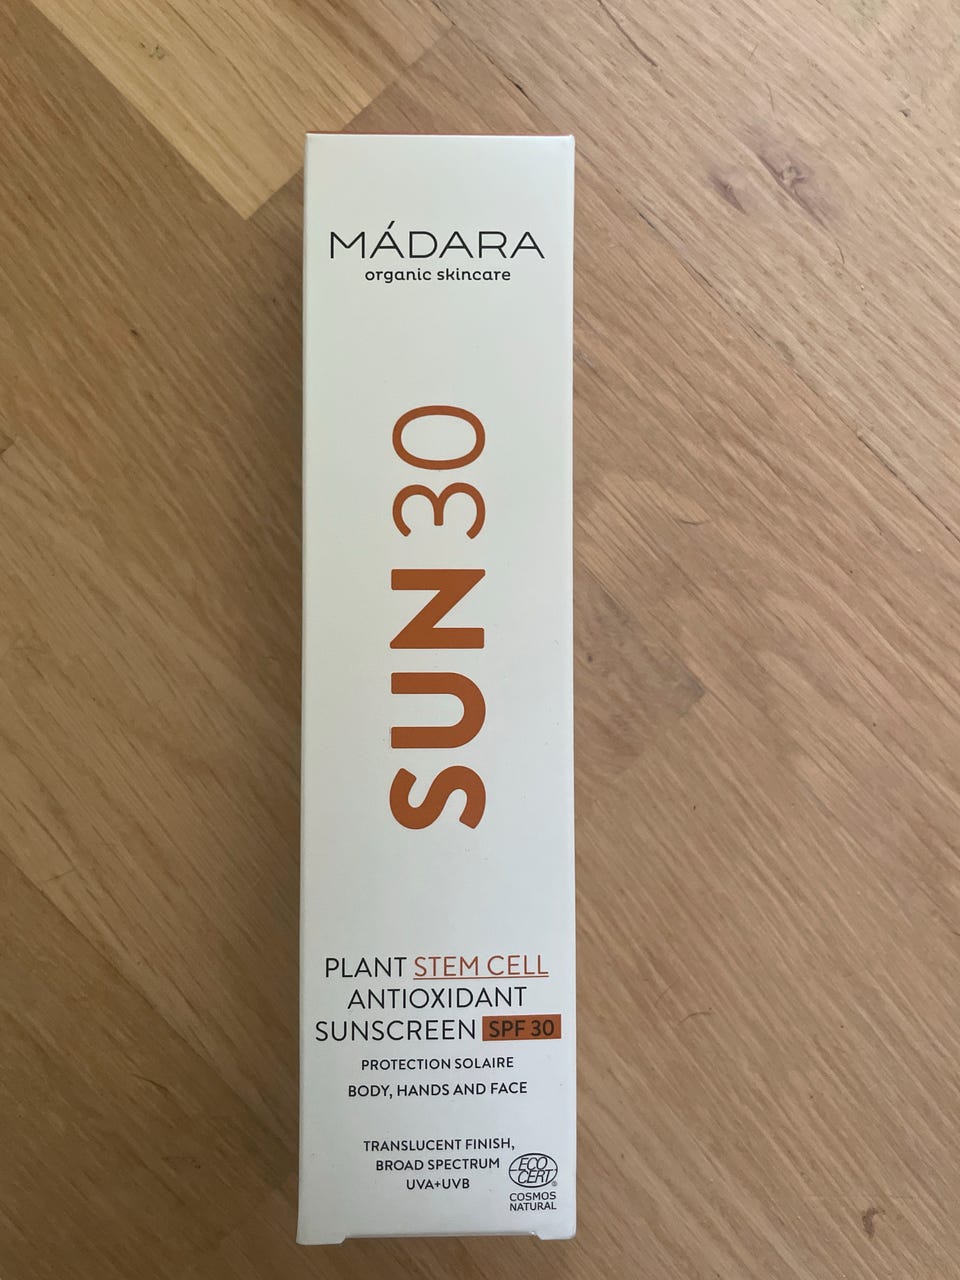 MÁDARA
organic skincare
SUN 30
PLANT STEM CELL
ANTIOXIDANT
SUNSCREEN SPF 30
PROTECTION SOLAIRE
BODY, HANDS AND FACE
TRANSLUCENT FINISH,
BROAD SPECTRUM
UVA+UVB
ECO
CERT®
COSMOS
NATURAL